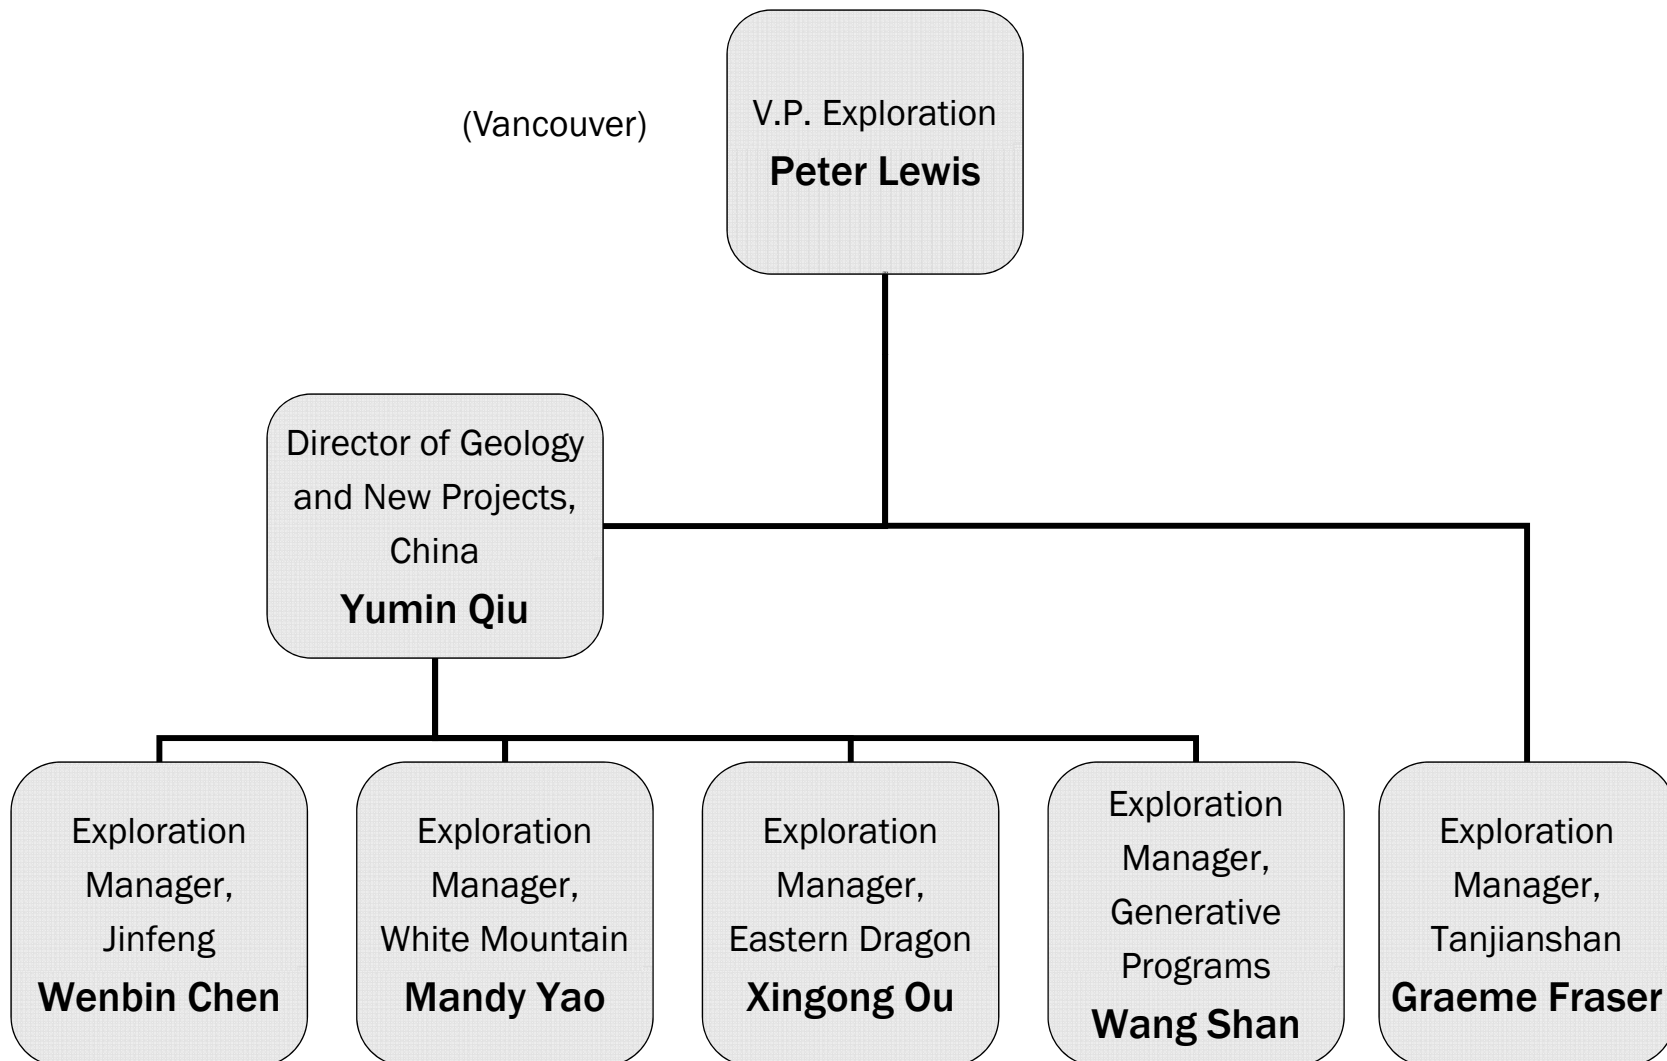 (Vancouver)
V.P. Exploration
Peter Lewis
Director of Geology
and New Projects,
China
Yumin Qiu
Exploration
Manager,
Jinfeng
Wenbin Chen
Exploration
Manager,
White Mountain
Mandy Yao
Exploration
Manager,
Eastern Dragon
Xingong Ou
Exploration
Manager,
Generative
Programs
Wang Shan
Exploration
Manager,
Tanjianshan
Graeme Fraser